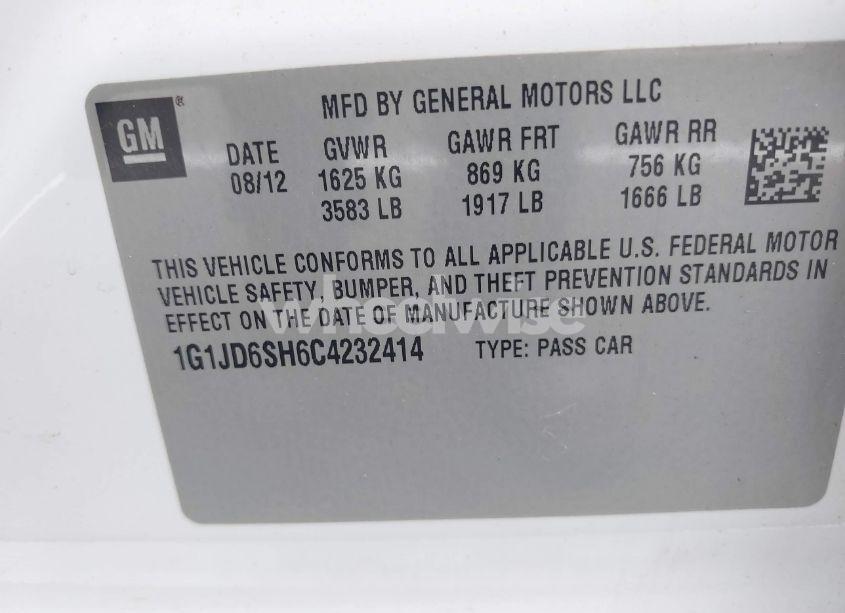 GM ®
MFD BY GENERAL MOTORS LLC
DATE GVWR GAWR FRT GAWR RR
08/12 1625 KG 869 KG 756 KG
3583 LB 1917 LB 1666 LB
THIS VEHICLE CONFORMS TO ALL APPLICABLE U.S. FEDERAL MOTOR
VEHICLE SAFETY, BUMPER, AND THEFT PREVENTION STANDARDS IN
EFFECT ON THE DATE OF MANUFACTURE SHOWN ABOVE.
wheelwise
1G1JD6SH6C4232414 TYPE: PASS CAR